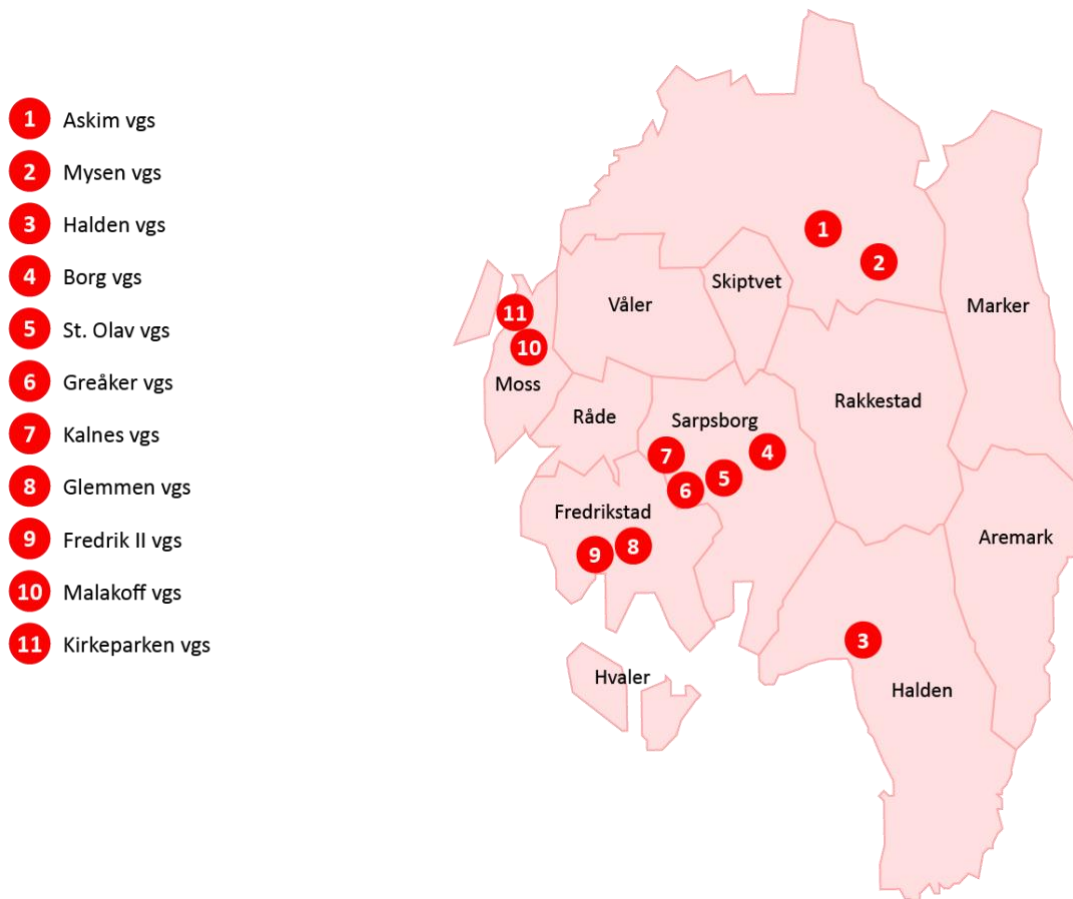 1 Askim vgs
2 Mysen vgs
3 Halden vgs
4 Borg vgs
5 St. Olav vgs
6 Greåker vgs
7 Kalnes vgs
8 Glemmen vgs
9 Fredrik II vgs
10 Malakoff vgs
11 Kirkeparken vgs
1
2
Skiptvet
Våler
Marker
11
10
Moss
Råde
Rakkestad
Sarpsborg
7
4
5
6
Fredrikstad
9
8
Aremark
3
Hvaler
Halden